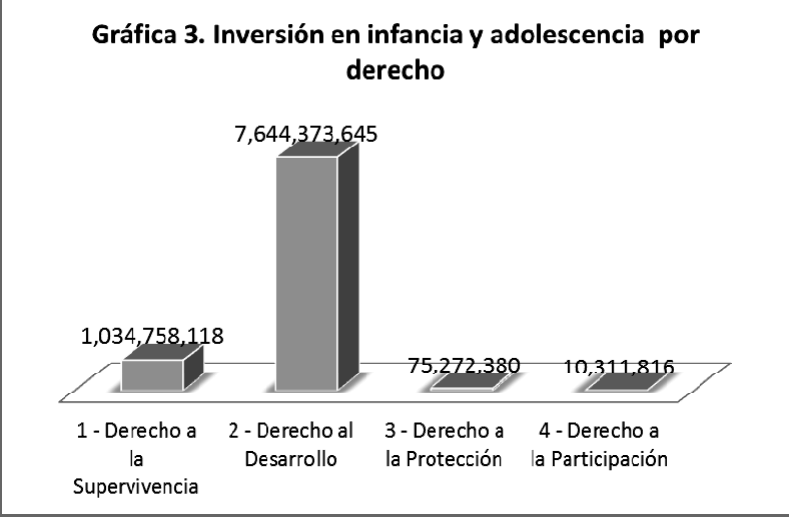 Gráfica 3. Inversión en infancia y adolescencia por
derecho
7,644,373,645
1,034,758,118
75,272,380
10,311,816
1 - Derecho a
la
Supervivencia
2 - Derecho al
Desarrollo
3 - Derecho a
la Protección
4 - Derecho a
la Participación